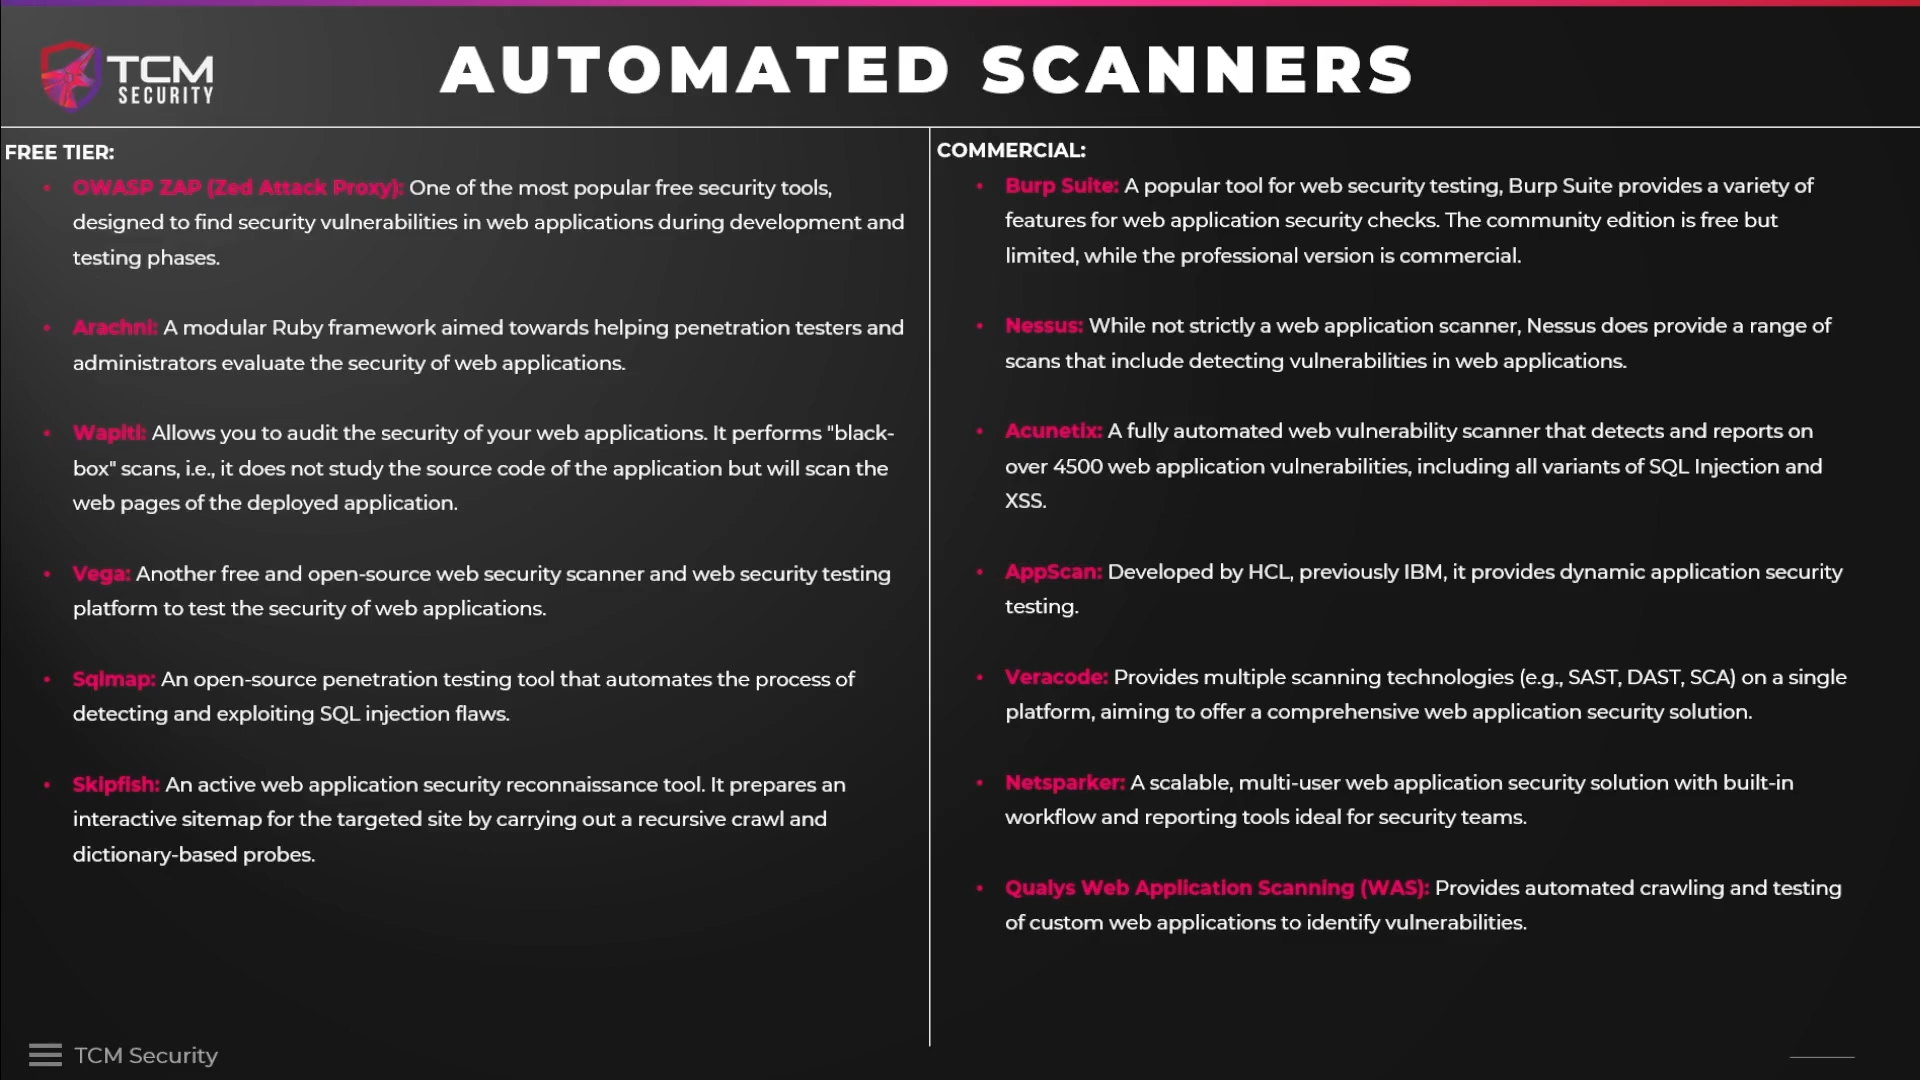 TCM
SECURITY
AUTOMATED SCANNERS
FREE TIER:
• OWASP ZAP (Zed Attack Proxy): One of the most popular free security tools,
designed to find security vulnerabilities in web applications during development and
testing phases.
• Arachni: A modular Ruby framework aimed towards helping penetration testers and
administrators evaluate the security of web applications.
• Wapiti: Allows you to audit the security of your web applications. It performs "black-
box" scans, i.e., it does not study the source code of the application but will scan the
web pages of the deployed application.
• Vega: Another free and open-source web security scanner and web security testing
platform to test the security of web applications.
• Sqlmap: An open-source penetration testing tool that automates the process of
detecting and exploiting SQL injection flaws.
• Skipfish: An active web application security reconnaissance tool. It prepares an
interactive sitemap for the targeted site by carrying out a recursive crawl and
dictionary-based probes.
COMMERCIAL:
• Burp Suite: A popular tool for web security testing, Burp Suite provides a variety of
features for web application security checks. The community edition is free but
limited, while the professional version is commercial.
• Nessus: While not strictly a web application scanner, Nessus does provide a range of
scans that include detecting vulnerabilities in web applications.
• Acunetix: A fully automated web vulnerability scanner that detects and reports on
over 4500 web application vulnerabilities, including all variants of SQL Injection and
XSS.
• AppScan: Developed by HCL, previously IBM, it provides dynamic application security
testing.
• Veracode: Provides multiple scanning technologies (e.g., SAST, DAST, SCA) on a single
platform, aiming to offer a comprehensive web application security solution.
• Netsparker: A scalable, multi-user web application security solution with built-in
workflow and reporting tools ideal for security teams.
• Qualys Web Application Scanning (WAS): Provides automated crawling and testing
of custom web applications to identify vulnerabilities.
TCM Security